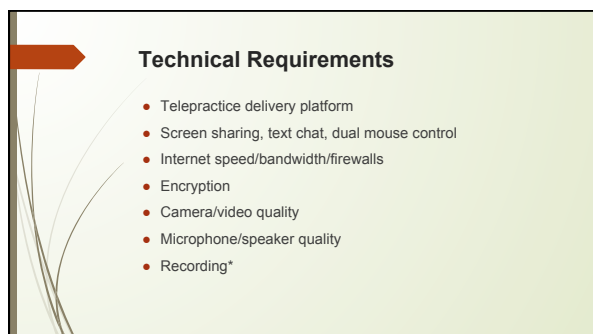 Technical Requirements
● Telepractice delivery platform
● Screen sharing, text chat, dual mouse control
● Internet speed/bandwidth/firewalls
● Encryption
● Camera/video quality
● Microphone/speaker quality
● Recording*